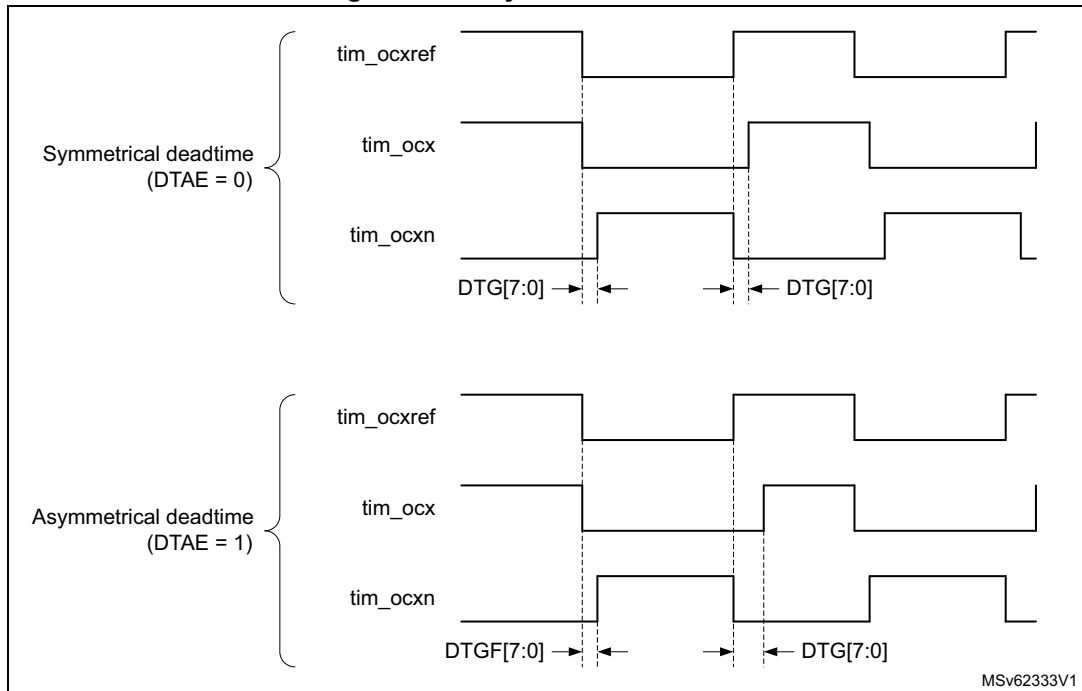 tim_ocxref
tim_ocx
Symmetrical deadtime
(DTAE = 0)
tim_ocxn
DTG[7:0]
DTG[7:0]
tim_ocxref
tim_ocx
Asymmetrical deadtime
(DTAE = 1)
tim_ocxn
DTGF[7:0]
DTG[7:0]
MSv62333V1